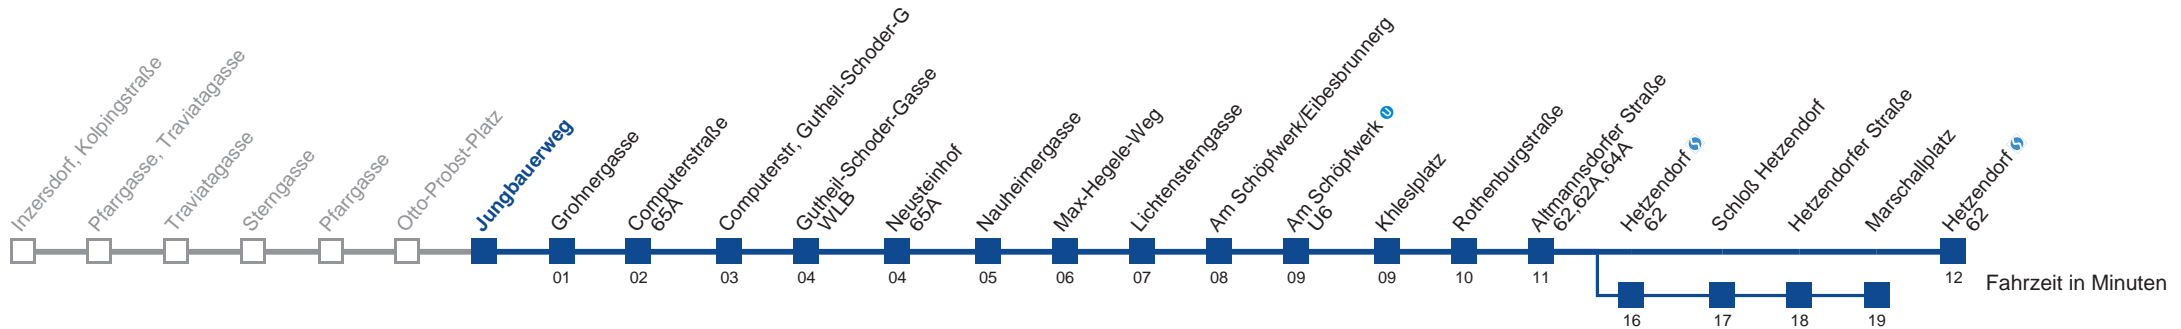 Inzersdorf, Kolpingstraße
Pfarrgasse, Traviatagasse
Traviatagasse
Sterngasse
Pfarrgasse
Otto-Probst-Platz
Jungbauerweg
Grohnergasse
Computerstraße
65A
Computerstr, Gutheil-Schoder-G
Gutheil-Schoder-Gasse
WLB
Neusteinhof
65A
Nauheimergasse
Max-Hegele-Weg
Lichtensterngasse
Am Schöpfwerk/Eibesbrunnerg
Am Schöpfwerk U
U6
Khleslplatz
Rothenburgstraße
Altmannsdorfer Straße
62,62A,64A
Hetzendorf
62
Schloß Hetzendorf
Hetzendorfer Straße
Marschallplatz
Hetzendorf
62
01 02 03 04 04 05 06 07 08 09 09 10 11 12
Fahrzeit in Minuten
16 17 18 19